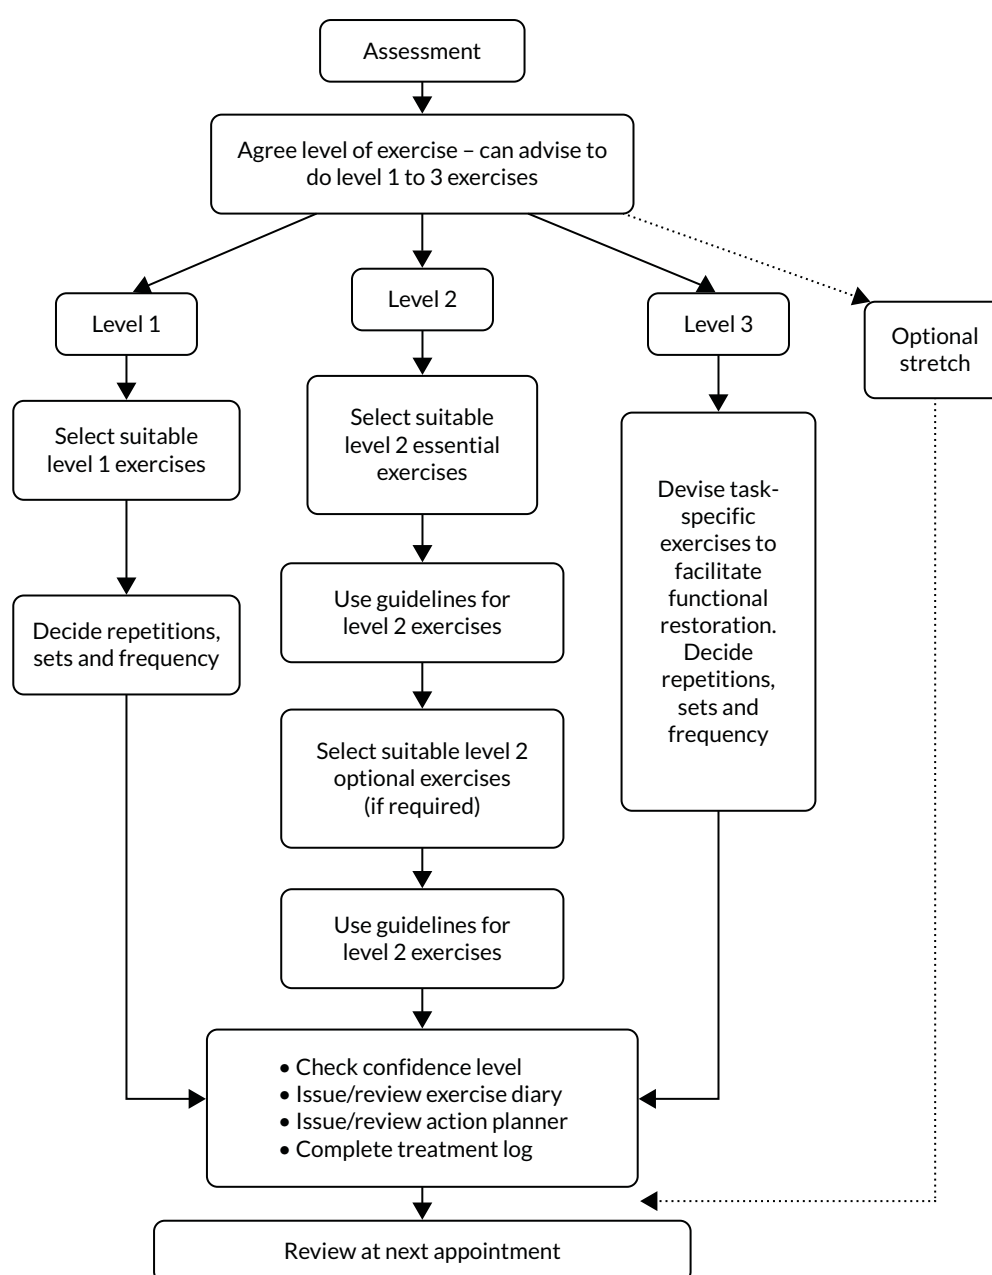 Assessment
Agree level of exercise – can advise to
do level 1 to 3 exercises
Level 1
Level 2
Level 3
Optional
stretch
Select suitable
level 1 exercises
Decide repetitions,
sets and frequency
Select suitable
level 2 essential
exercises
Use guidelines for
level 2 exercises
Select suitable level 2
optional exercises
(if required)
Use guidelines for
level 2 exercises
Devise task-
specific
exercises to
facilitate
functional
restoration.
Decide
repetitions,
sets and
frequency
• Check confidence level
• Issue/review exercise diary
• Issue/review action planner
• Complete treatment log
Review at next appointment